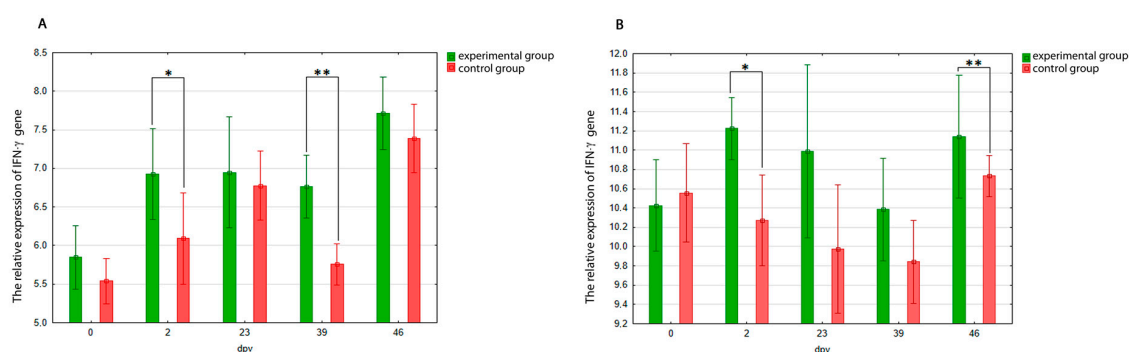 A
The relative expression of IFN-γ gene
8.5
8.0
7.5
7.0
6.5
6.0
5.5
5.0
*
**
experimental group
control group
0 2 23 39 46
dpv
B
The relative expression of IFN-γ gene
12.0
11.8
11.6
11.4
11.2
11.0
10.8
10.6
10.4
10.2
10.0
9.8
9.6
9.4
9.2
*
**
experimental group
control group
0 2 23 39 46
dpv